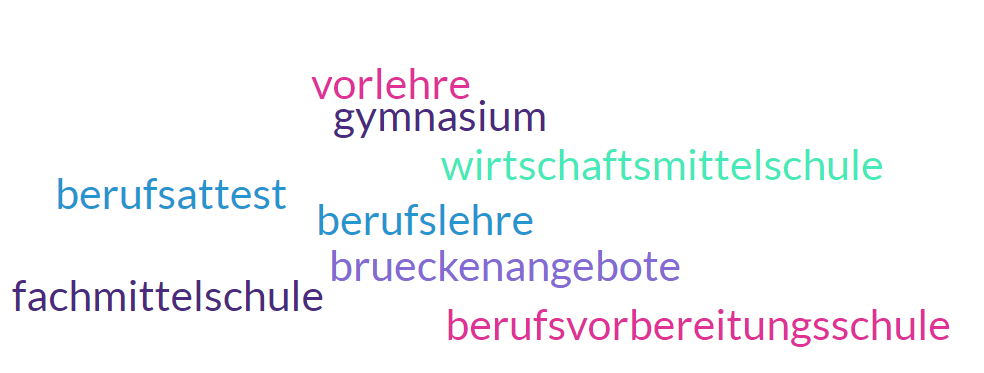 vorlehre
gymnasium
wirtschaftsmittelschule
berufsattest
berufslehre
brueckenangebote
fachmittelschule
berufsvorbereitungsschule